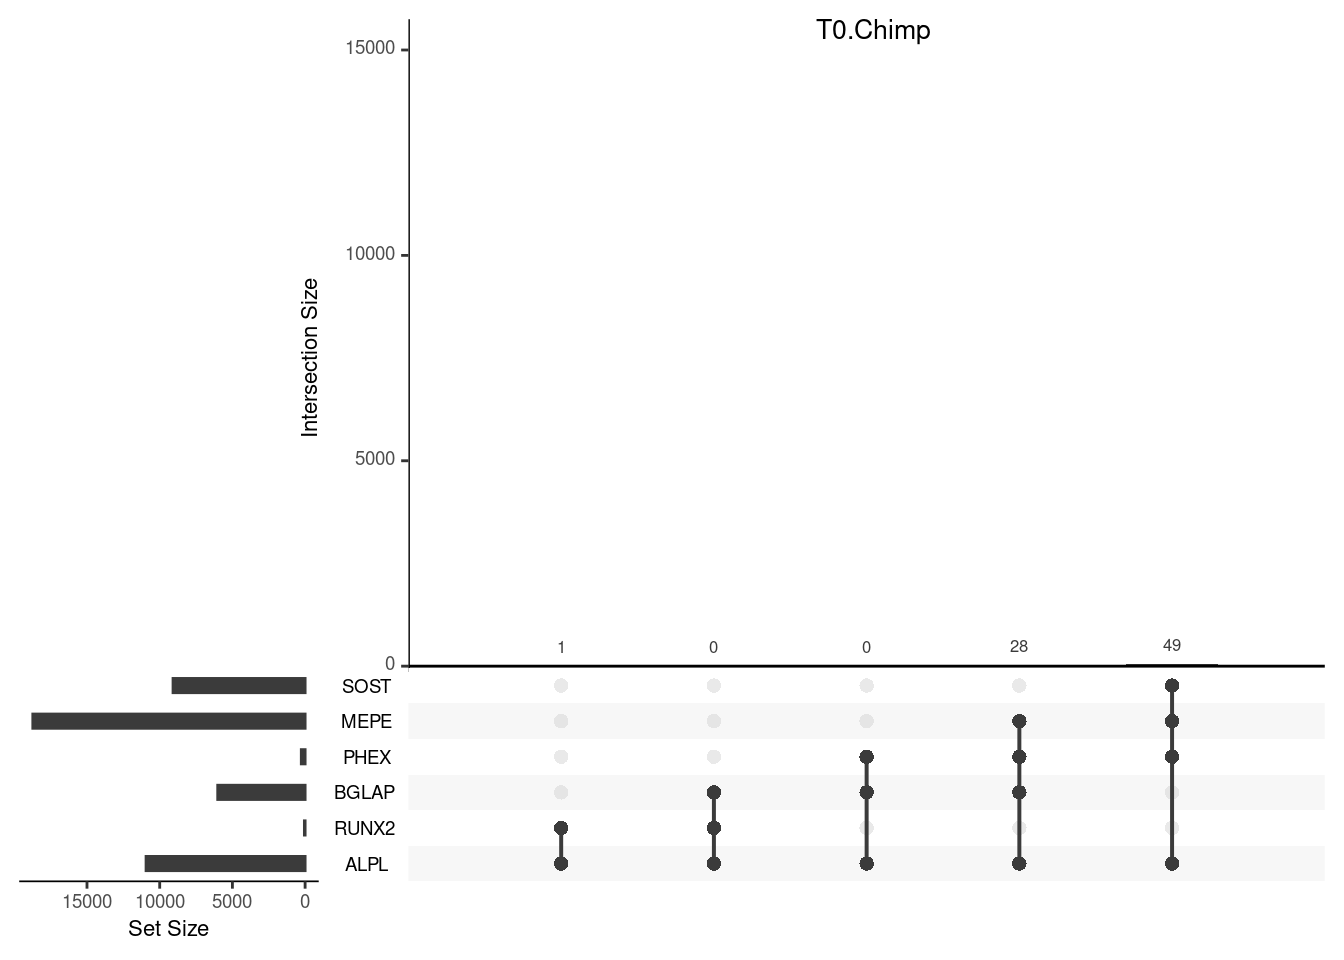 T0.Chimp
15000
10000
5000
0
Intersection Size
1 0 0 28 49
SOST
MEPE
PHEX
BGLAP
RUNX2
ALPL
15000 10000 5000 0
Set Size